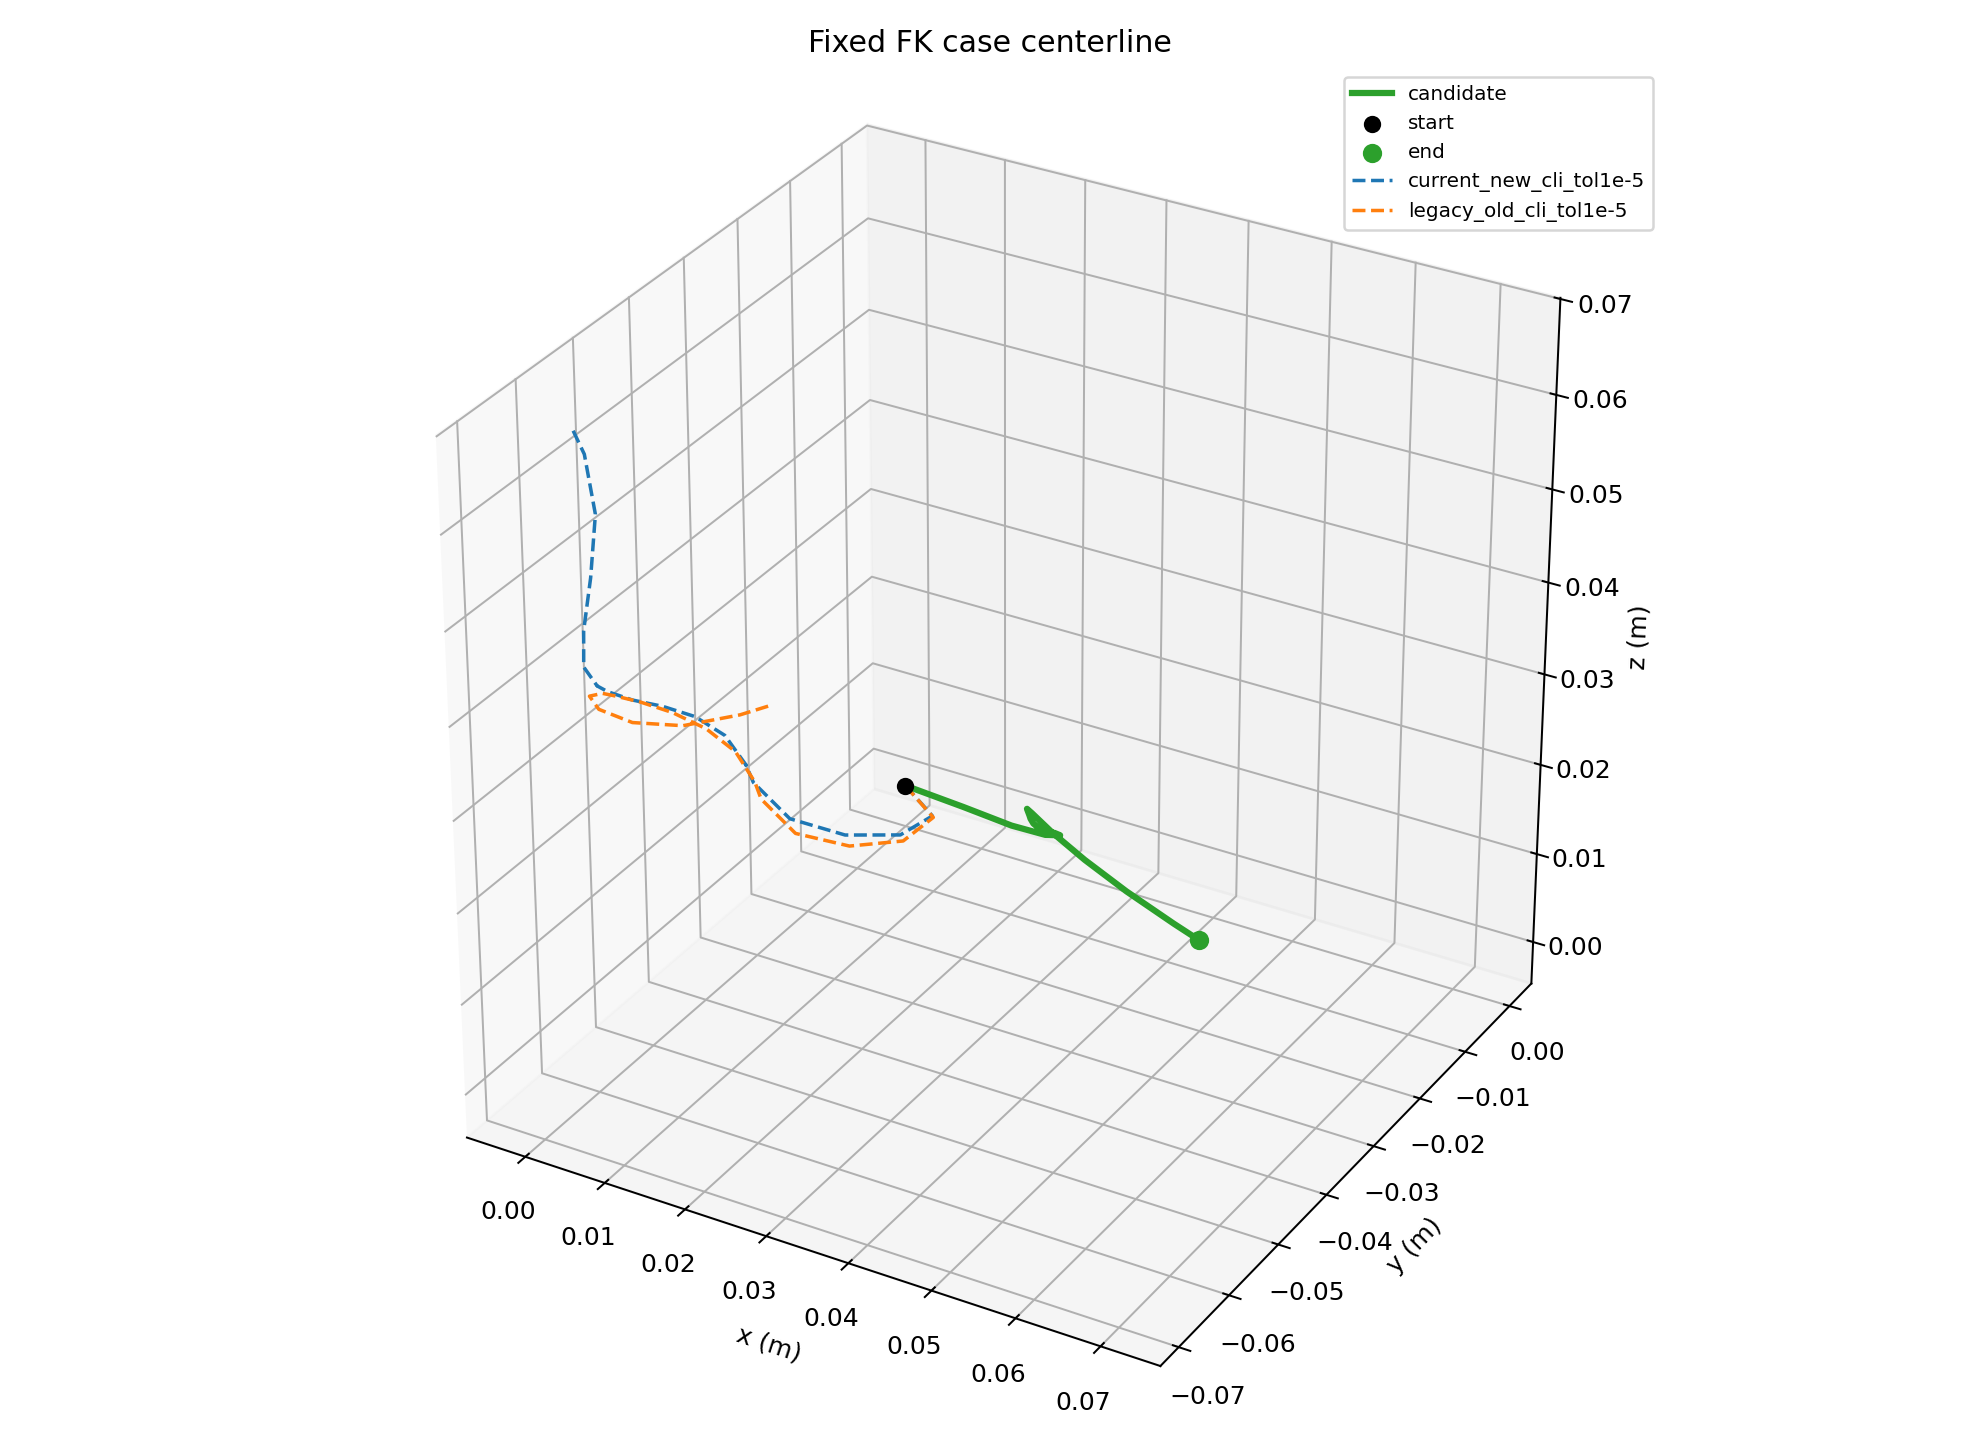 Fixed FK case centerline
candidate
start
end
current_new_cli_tol1e-5
legacy_old_cli_tol1e-5
0.07
0.06
0.05
0.04
0.03
0.02
0.01
0.00
z (m)
0.00
−0.01
−0.02
−0.03
−0.04
−0.05
−0.06
−0.07
y (m)
0.00
0.01
0.02
0.03
0.04
0.05
0.06
0.07
x (m)